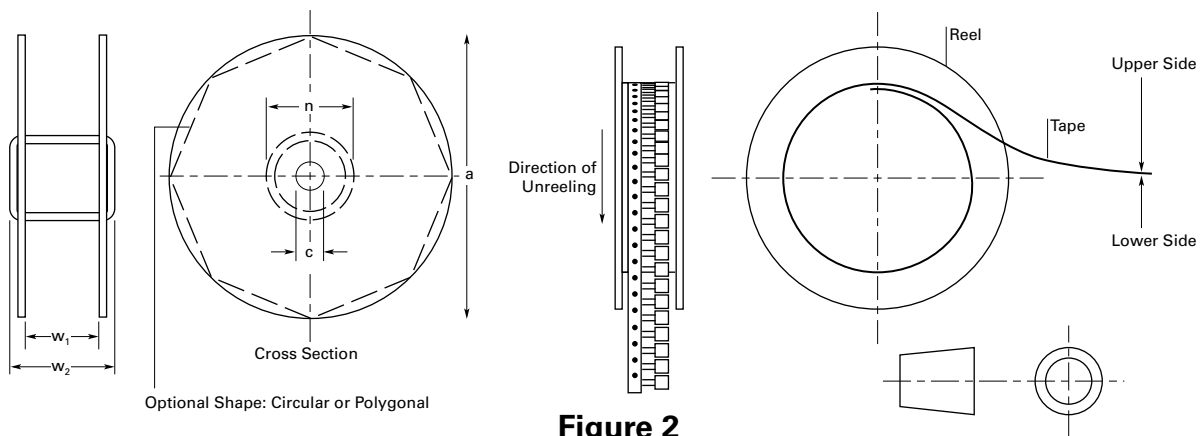 n
a
c
w1
w2
Cross Section
Optional Shape: Circular or Polygonal
Direction of
Unreeling
Reel
Upper Side
Tape
Lower Side
Figure 2